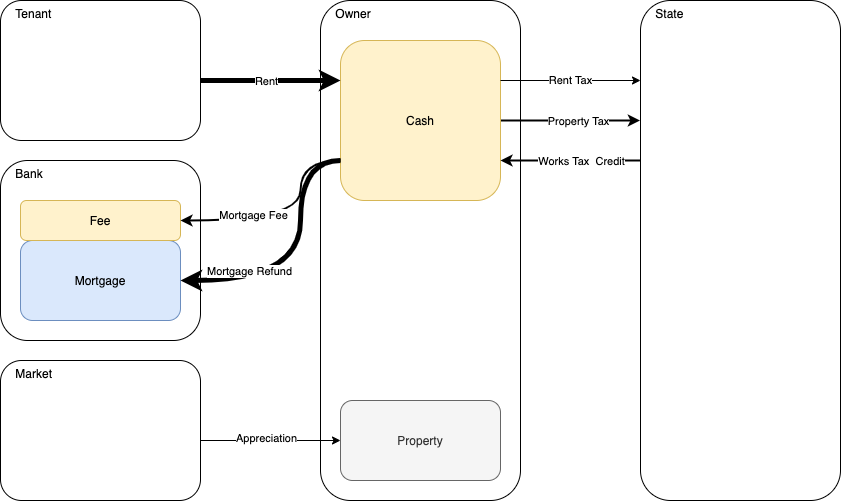 Tenant
Owner
State
Rent
Cash
Rent Tax
Property Tax
Works Tax  Credit
Bank
Fee
Mortgage Fee
Mortgage
Mortgage Refund
Market
Appreciation
Property